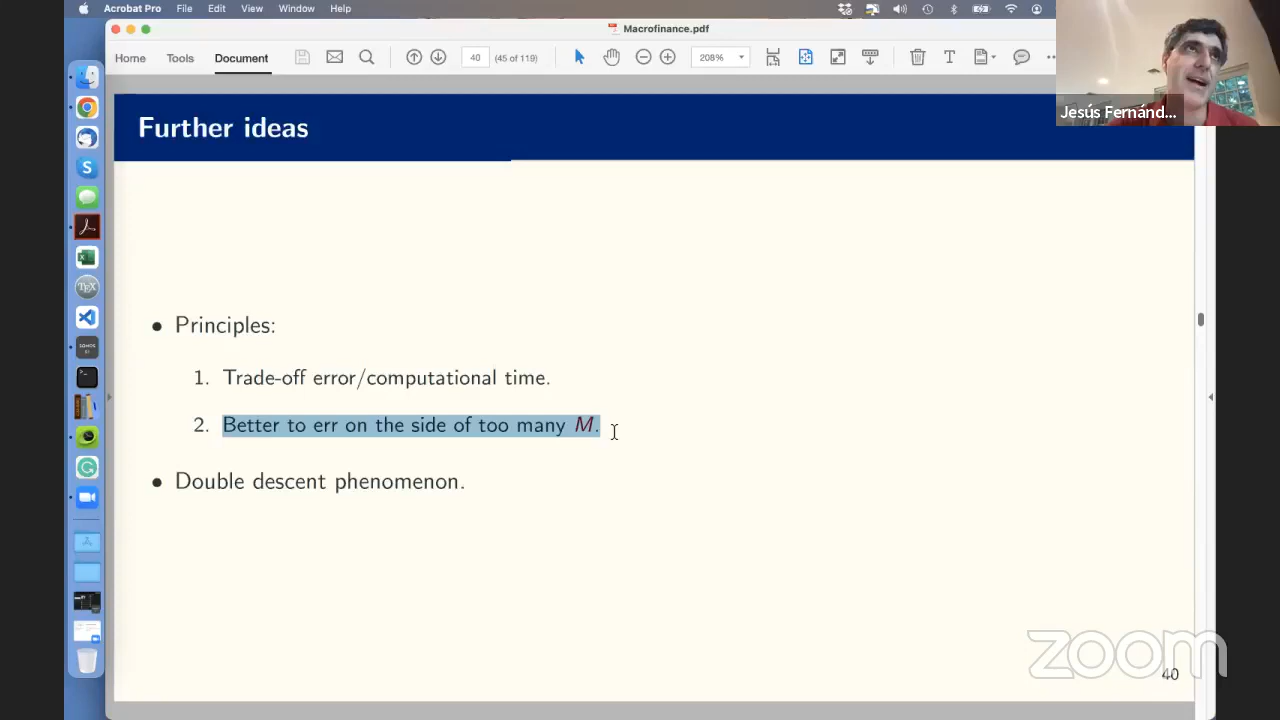 Acrobat Pro File Edit View Sign Window Help
Macrofinance.pdf
Home Tools Document 40 (45 of 119) 208%
Jesús Fernánd...
Further ideas
• Principles:
1. Trade-off error/computational time.
2. Better to err on the side of too many M.
• Double descent phenomenon.
zoom
40